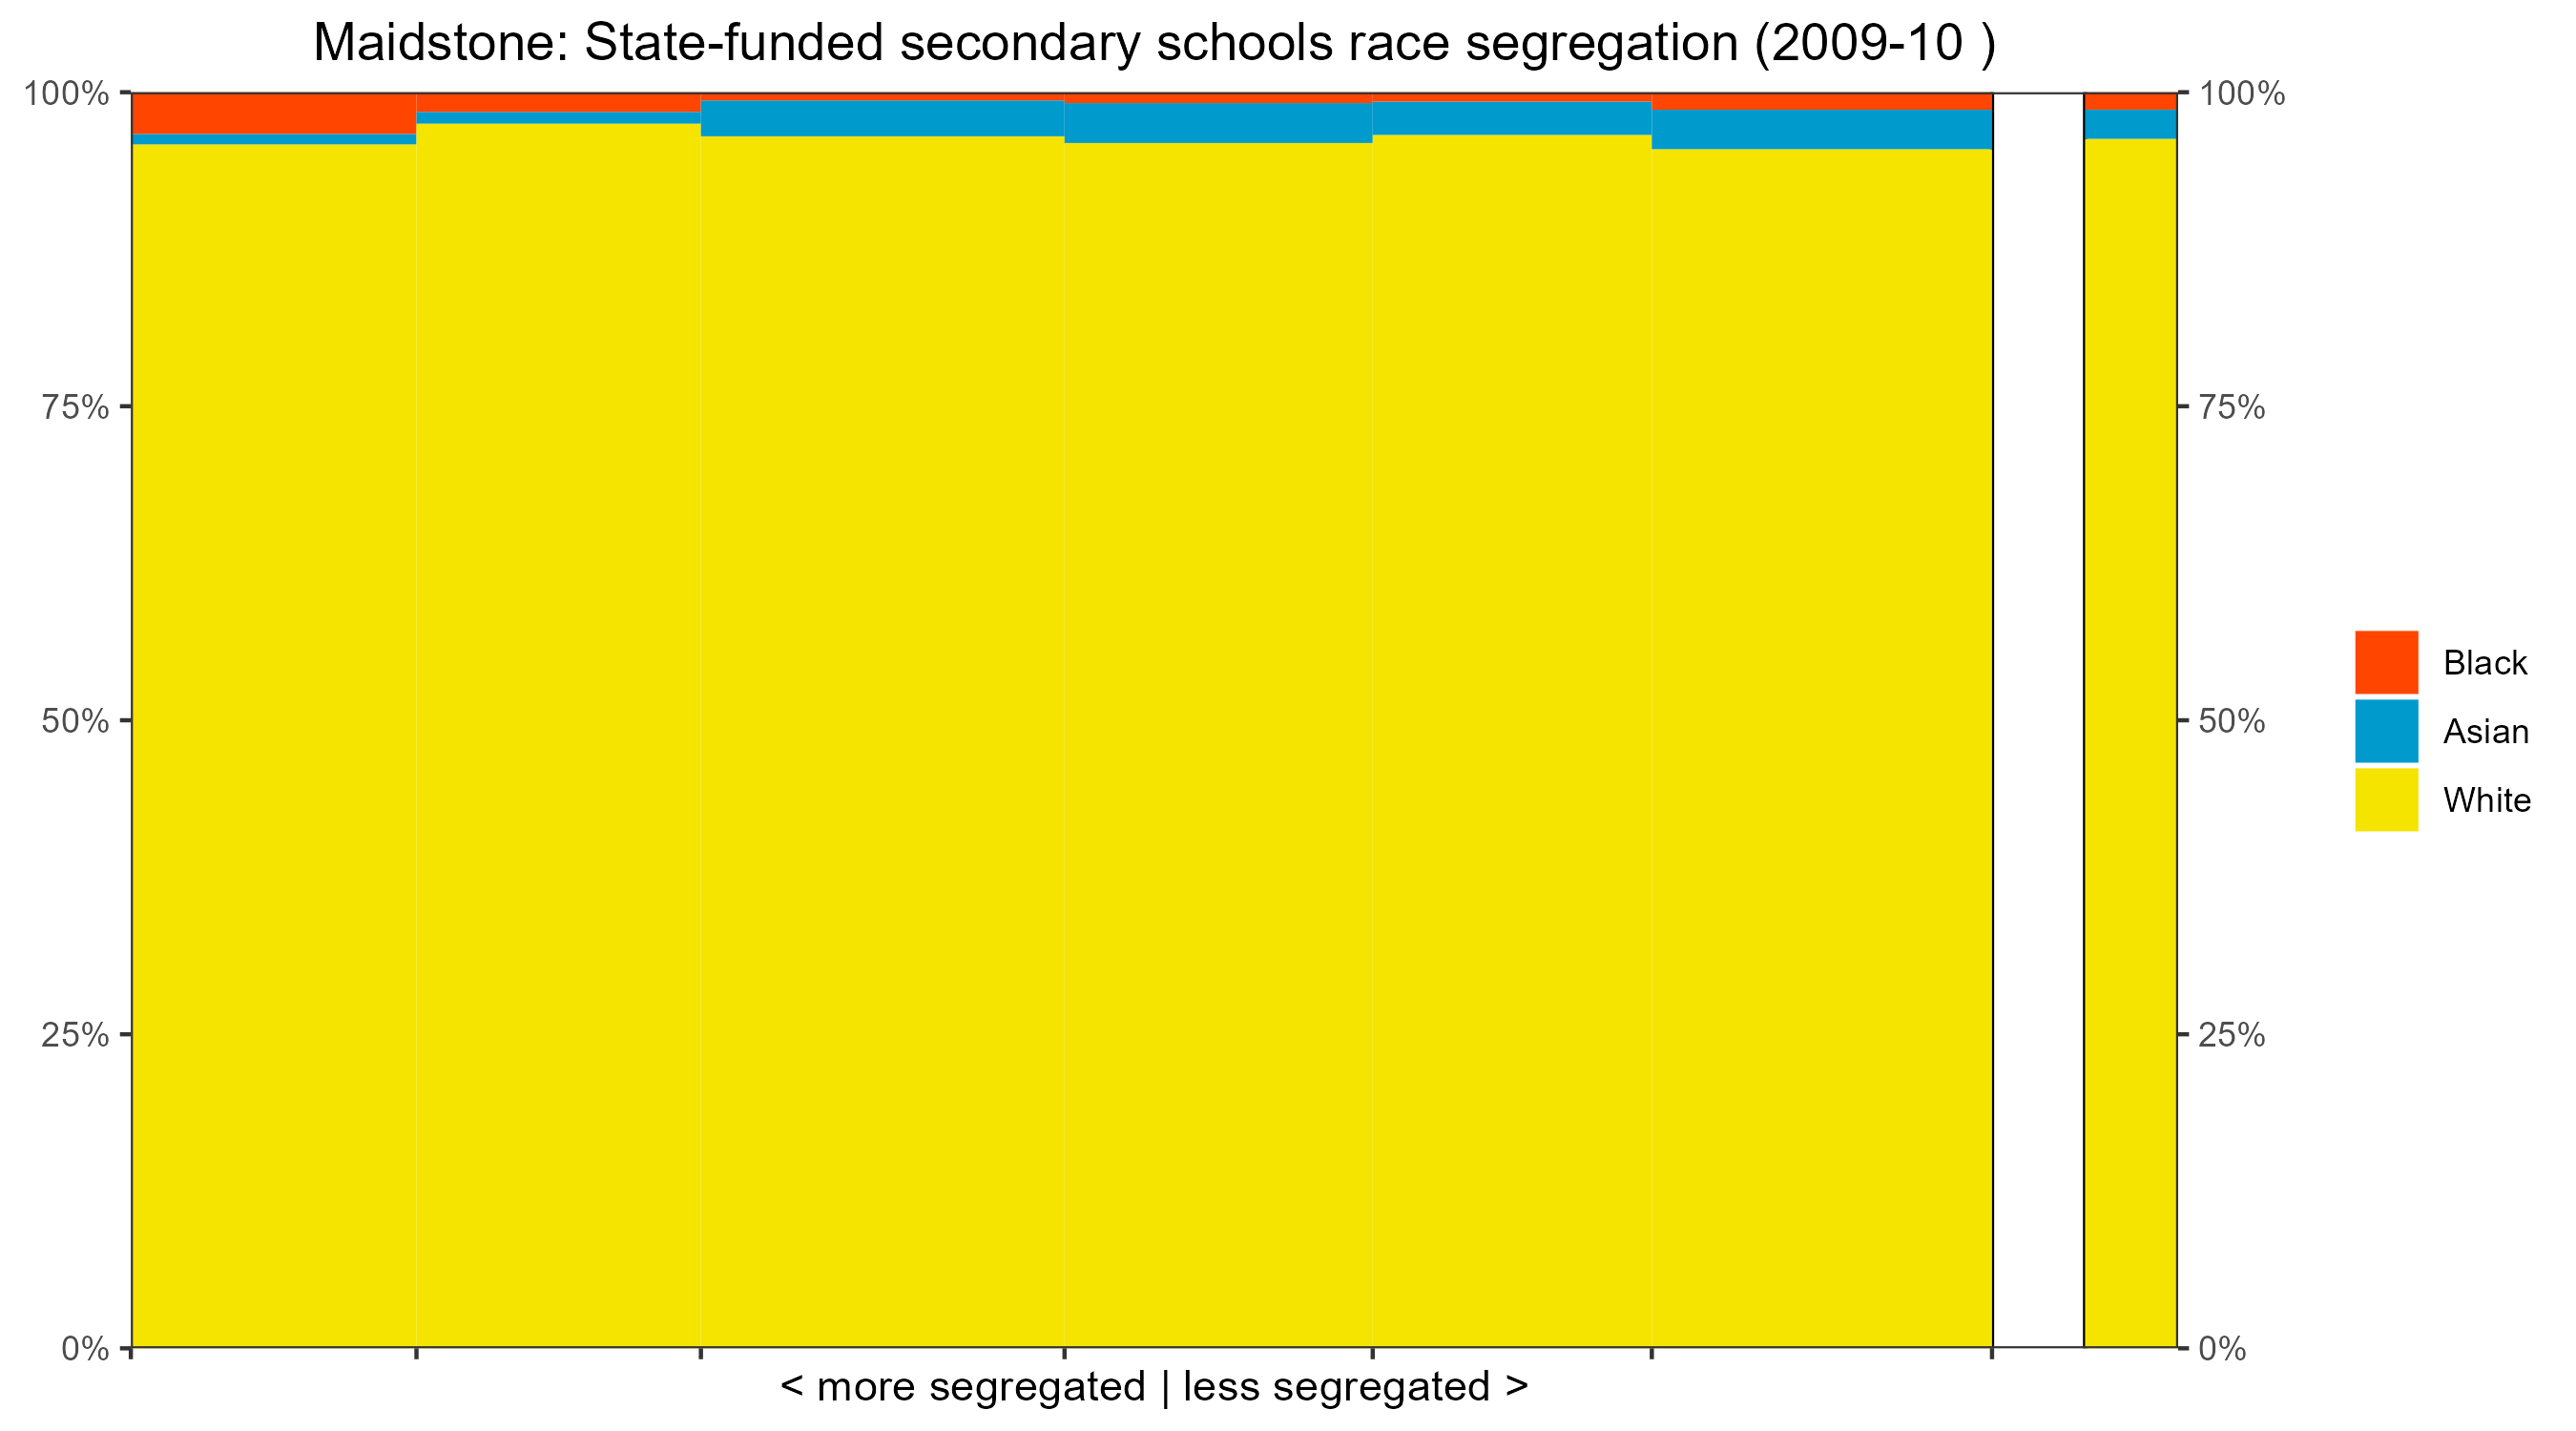 Maidstone: State-funded secondary schools race segregation (2009-10 )
100%
75%
50%
25%
0%
100%
75%
50%
25%
0%
< more segregated | less segregated >
Black
Asian
White